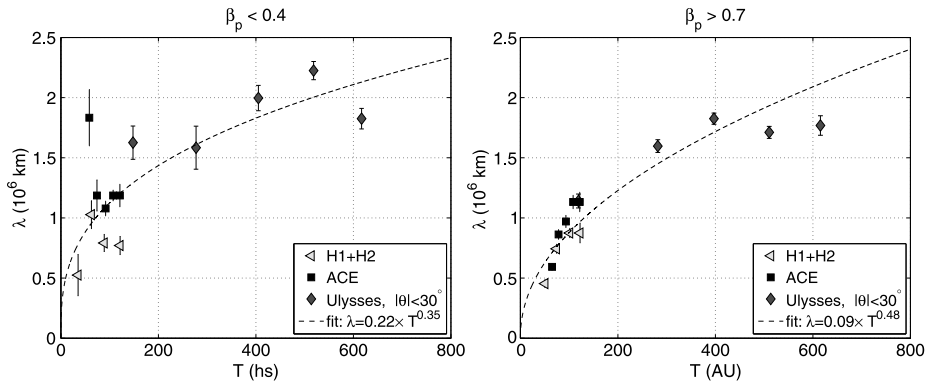 β_p < 0.4
2.5
2
1.5
1
0.5
0
0 200 400 600 800
λ (10^6 km)
T (hs)
H1+H2
ACE
Ulysses, |θ|<30°
fit: λ=0.22× T^0.35
β_p > 0.7
2.5
2
1.5
1
0.5
0
0 200 400 600 800
λ (10^6 km)
T (AU)
H1+H2
ACE
Ulysses, |θ|<30°
fit: λ=0.09× T^0.48